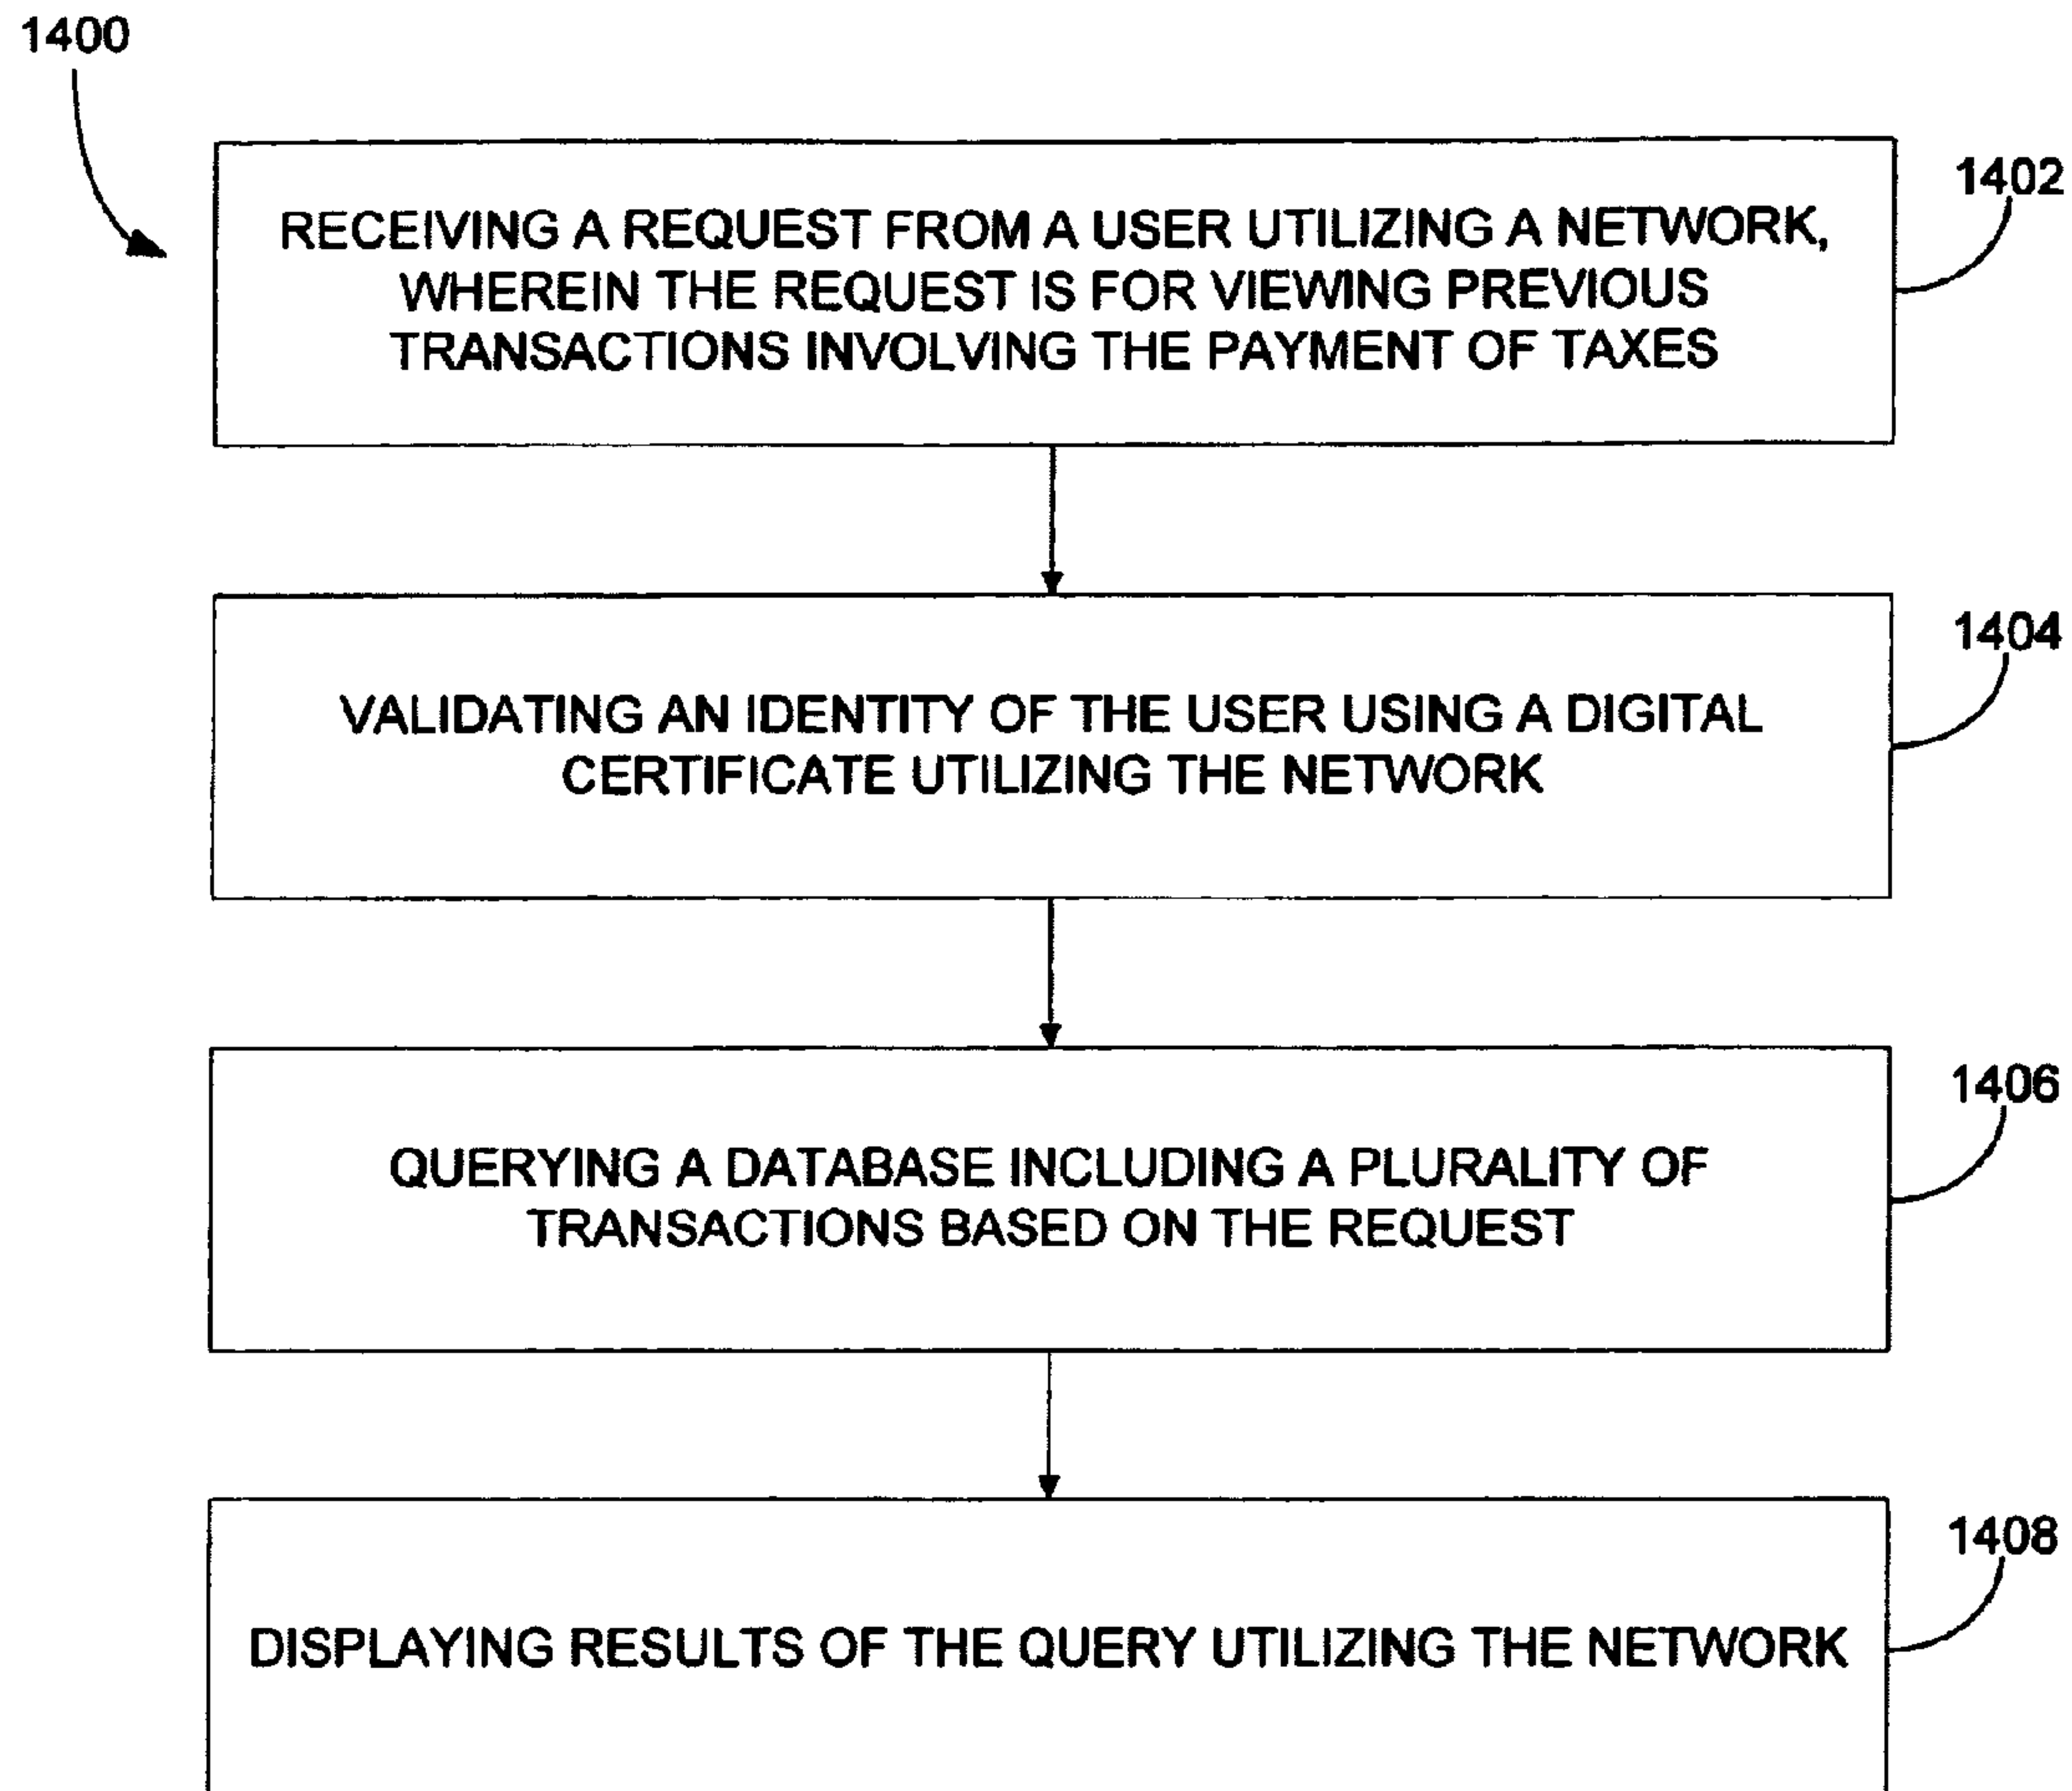 1400
1402
RECEIVING A REQUEST FROM A USER UTILIZING A NETWORK,
WHEREIN THE REQUEST IS FOR VIEWING PREVIOUS
TRANSACTIONS INVOLVING THE PAYMENT OF TAXES
1404
VALIDATING AN IDENTITY OF THE USER USING A DIGITAL
CERTIFICATE UTILIZING THE NETWORK
1406
QUERYING A DATABASE INCLUDING A PLURALITY OF
TRANSACTIONS BASED ON THE REQUEST
1408
DISPLAYING RESULTS OF THE QUERY UTILIZING THE NETWORK